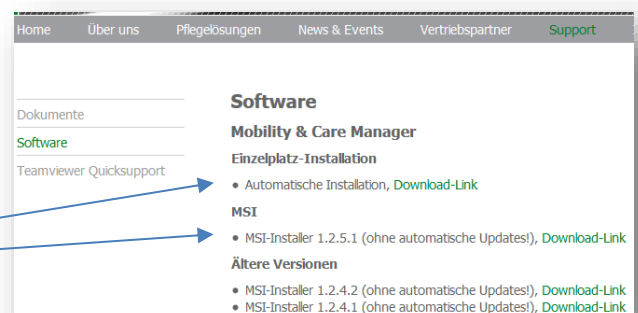 Home Über uns Pflegelösungen News & Events Vertriebspartner Support
Dokumente
Software
Teamviewer Quicksupport
Software
Mobility & Care Manager
Einzelplatz-Installation
• Automatische Installation, Download-Link
MSI
• MSI-Installer 1.2.5.1 (ohne automatische Updates!), Download-Link
Ältere Versionen
• MSI-Installer 1.2.4.2 (ohne automatische Updates!), Download-Link
• MSI-Installer 1.2.4.1 (ohne automatische Updates!), Download-Link